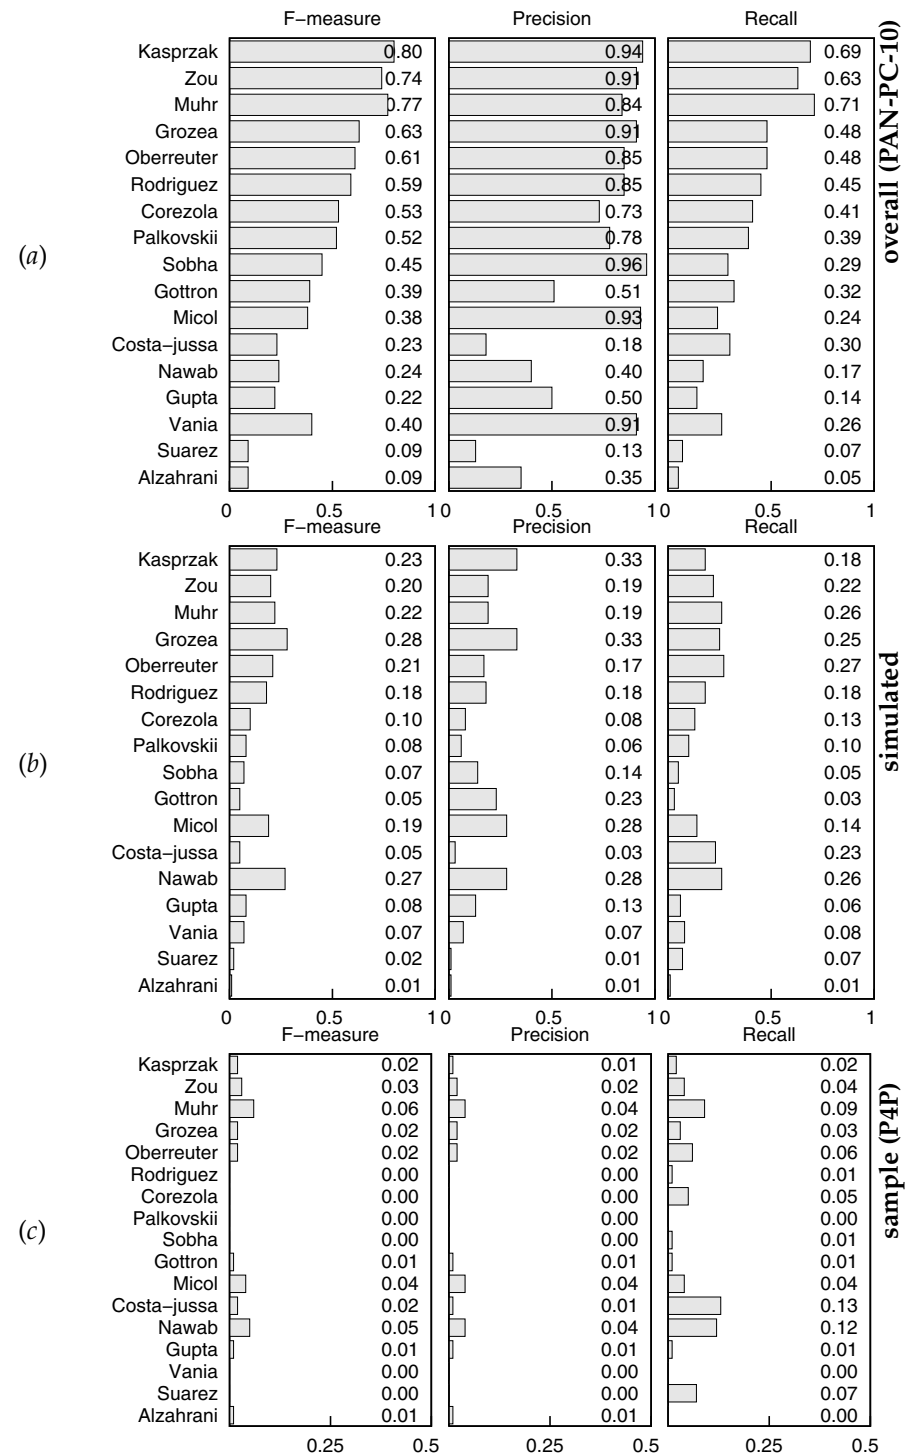 F−measure Precision Recall
Kasprzak 0.80 0.94 0.69
Zou 0.74 0.91 0.63
Muhr 0.77 0.84 0.71
Grozea 0.63 0.91 0.48
Oberreuter 0.61 0.85 0.48
Rodriguez 0.59 0.85 0.45
Corezola 0.53 0.73 0.41
Palkovskii 0.52 0.78 0.39
(a)
Sobha 0.45 0.96 0.29
Gottron 0.39 0.51 0.32
Micol 0.38 0.93 0.24
Costa−jussa 0.23 0.18 0.30
Nawab 0.24 0.40 0.17
Gupta 0.22 0.50 0.14
Vania 0.40 0.91 0.26
Suarez 0.09 0.13 0.07
Alzahrani 0.09 0.35 0.05
0 0.5 1 0 0.5 1 0 0.5 1
overall (PAN-PC-10)
F−measure Precision Recall
Kasprzak 0.23 0.33 0.18
Zou 0.20 0.19 0.22
Muhr 0.22 0.19 0.26
Grozea 0.28 0.33 0.25
Oberreuter 0.21 0.17 0.27
Rodriguez 0.18 0.18 0.18
Corezola 0.10 0.08 0.13
Palkovskii 0.08 0.06 0.10
(b)
Sobha 0.07 0.14 0.05
Gottron 0.05 0.23 0.03
Micol 0.19 0.28 0.14
Costa−jussa 0.05 0.03 0.23
Nawab 0.27 0.28 0.26
Gupta 0.08 0.13 0.06
Vania 0.07 0.07 0.08
Suarez 0.02 0.01 0.07
Alzahrani 0.01 0.01 0.01
0 0.5 1 0 0.5 1 0 0.5 1
simulated
F−measure Precision Recall
Kasprzak 0.02 0.01 0.02
Zou 0.03 0.02 0.04
Muhr 0.06 0.04 0.09
Grozea 0.02 0.02 0.03
Oberreuter 0.02 0.02 0.06
Rodriguez 0.00 0.00 0.01
Corezola 0.00 0.00 0.05
Palkovskii 0.00 0.00 0.00
(c)
Sobha 0.00 0.00 0.01
Gottron 0.01 0.01 0.01
Micol 0.04 0.04 0.04
Costa−jussa 0.02 0.01 0.13
Nawab 0.05 0.04 0.12
Gupta 0.01 0.01 0.01
Vania 0.00 0.00 0.00
Suarez 0.00 0.00 0.07
Alzahrani 0.01 0.01 0.00
0.25 0.5 0.25 0.5 0.25 0.5
sample (P4P)